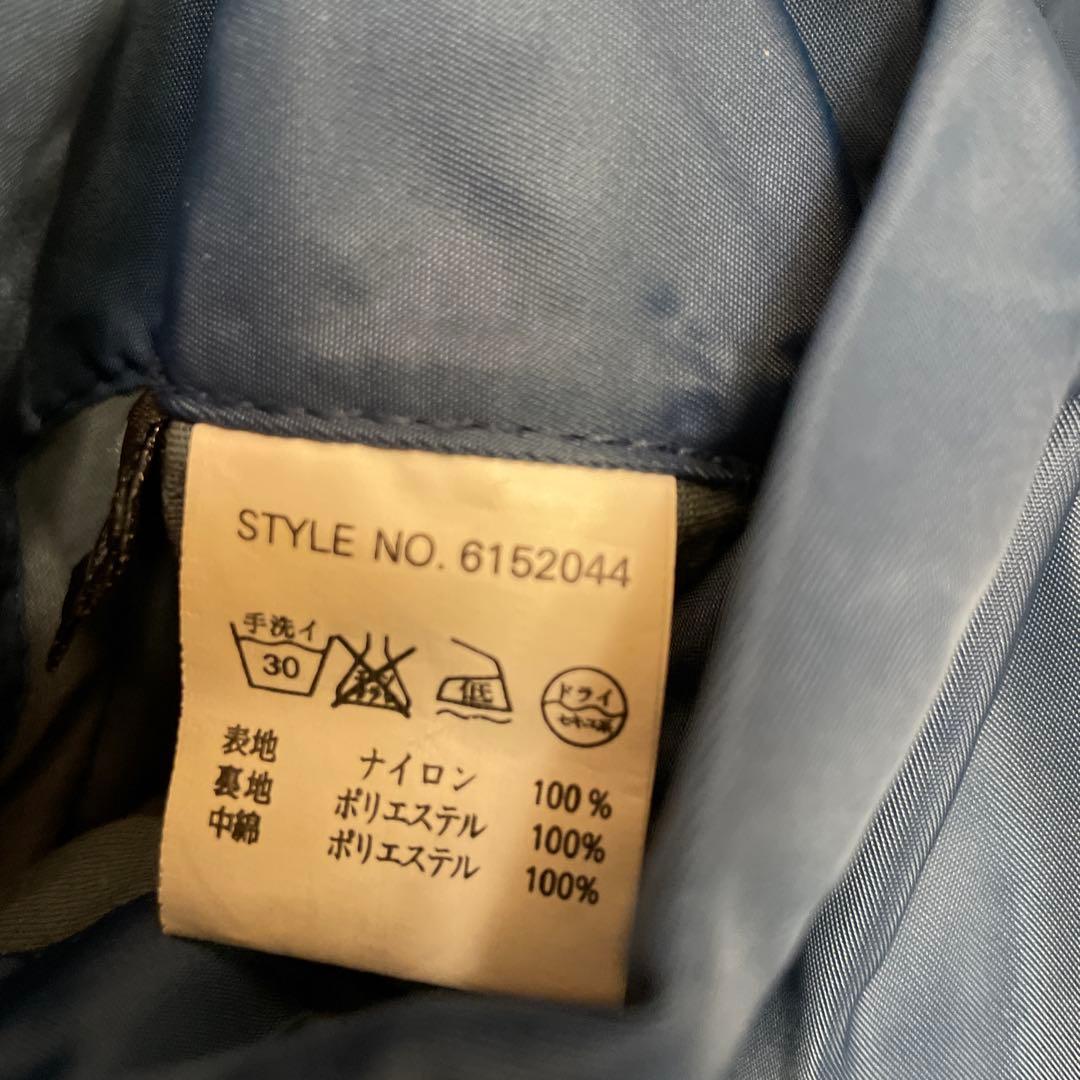 STYLE NO. 6152044
手洗イ
30
低
ドライ
セキユ系
表地 ナイロン 100%
裏地 ポリエステル 100%
中綿 ポリエステル 100%